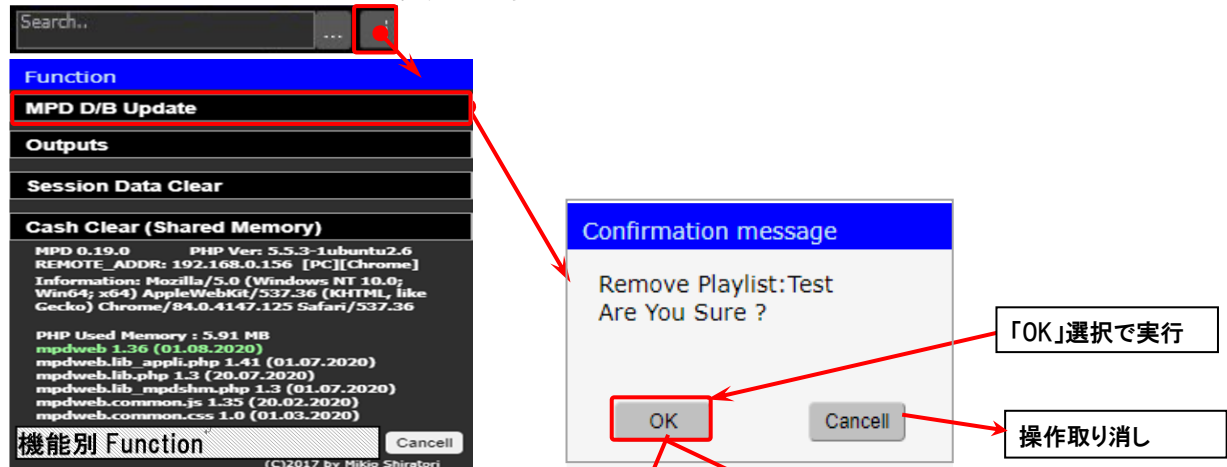 Search..
...
Function
MPD D/B Update
Outputs
Session Data Clear
Cash Clear (Shared Memory)
MPD 0.19.0 PHP Ver: 5.5.3-1ubuntu2.6
REMOTE_ADDR: 192.168.0.156 [PC][Chrome]
Information: Mozilla/5.0 (Windows NT 10.0;
Win64; x64) AppleWebKit/537.36 (KHTML, like
Gecko) Chrome/84.0.4147.125 Safari/537.36
PHP Used Memory : 5.91 MB
mpdweb 1.36 (01.08.2020)
mpdweb.lib_appli.php 1.41 (01.07.2020)
mpdweb.lib.php 1.3 (20.07.2020)
mpdweb.lib_mpdshm.php 1.3 (01.07.2020)
mpdweb.common.js 1.35 (20.02.2020)
mpdweb.common.css 1.0 (01.03.2020)
機能別 Function
Cancell
(C)2017 by Mikio Shiratori
Confirmation message
Remove Playlist:Test
Are You Sure ?
OK
Cancell
「OK」選択で実行
操作取り消し